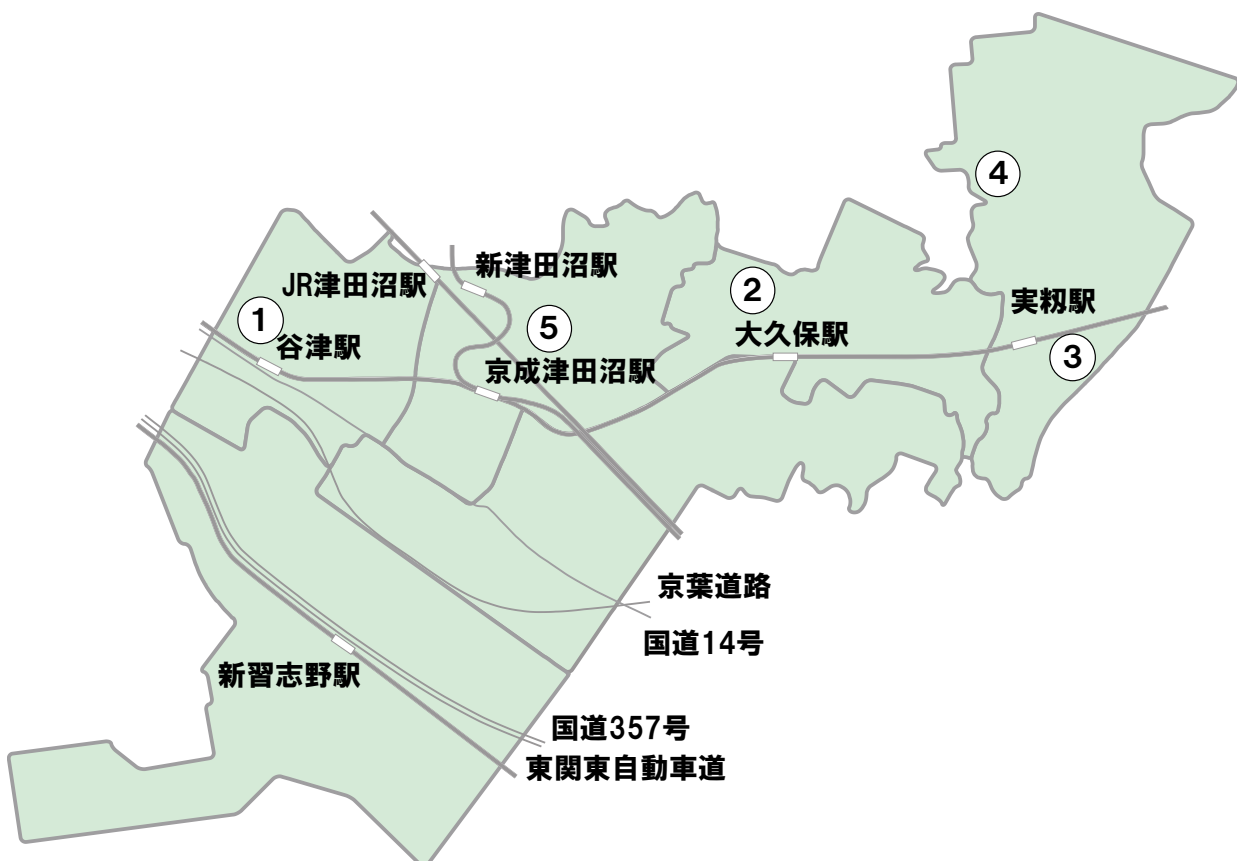 ④
新津田沼駅
JR津田沼駅
②
実籾駅
①
⑤
大久保駅
谷津駅
③
京成津田沼駅
京葉道路
国道14号
新習志野駅
国道357号
東関東自動車道